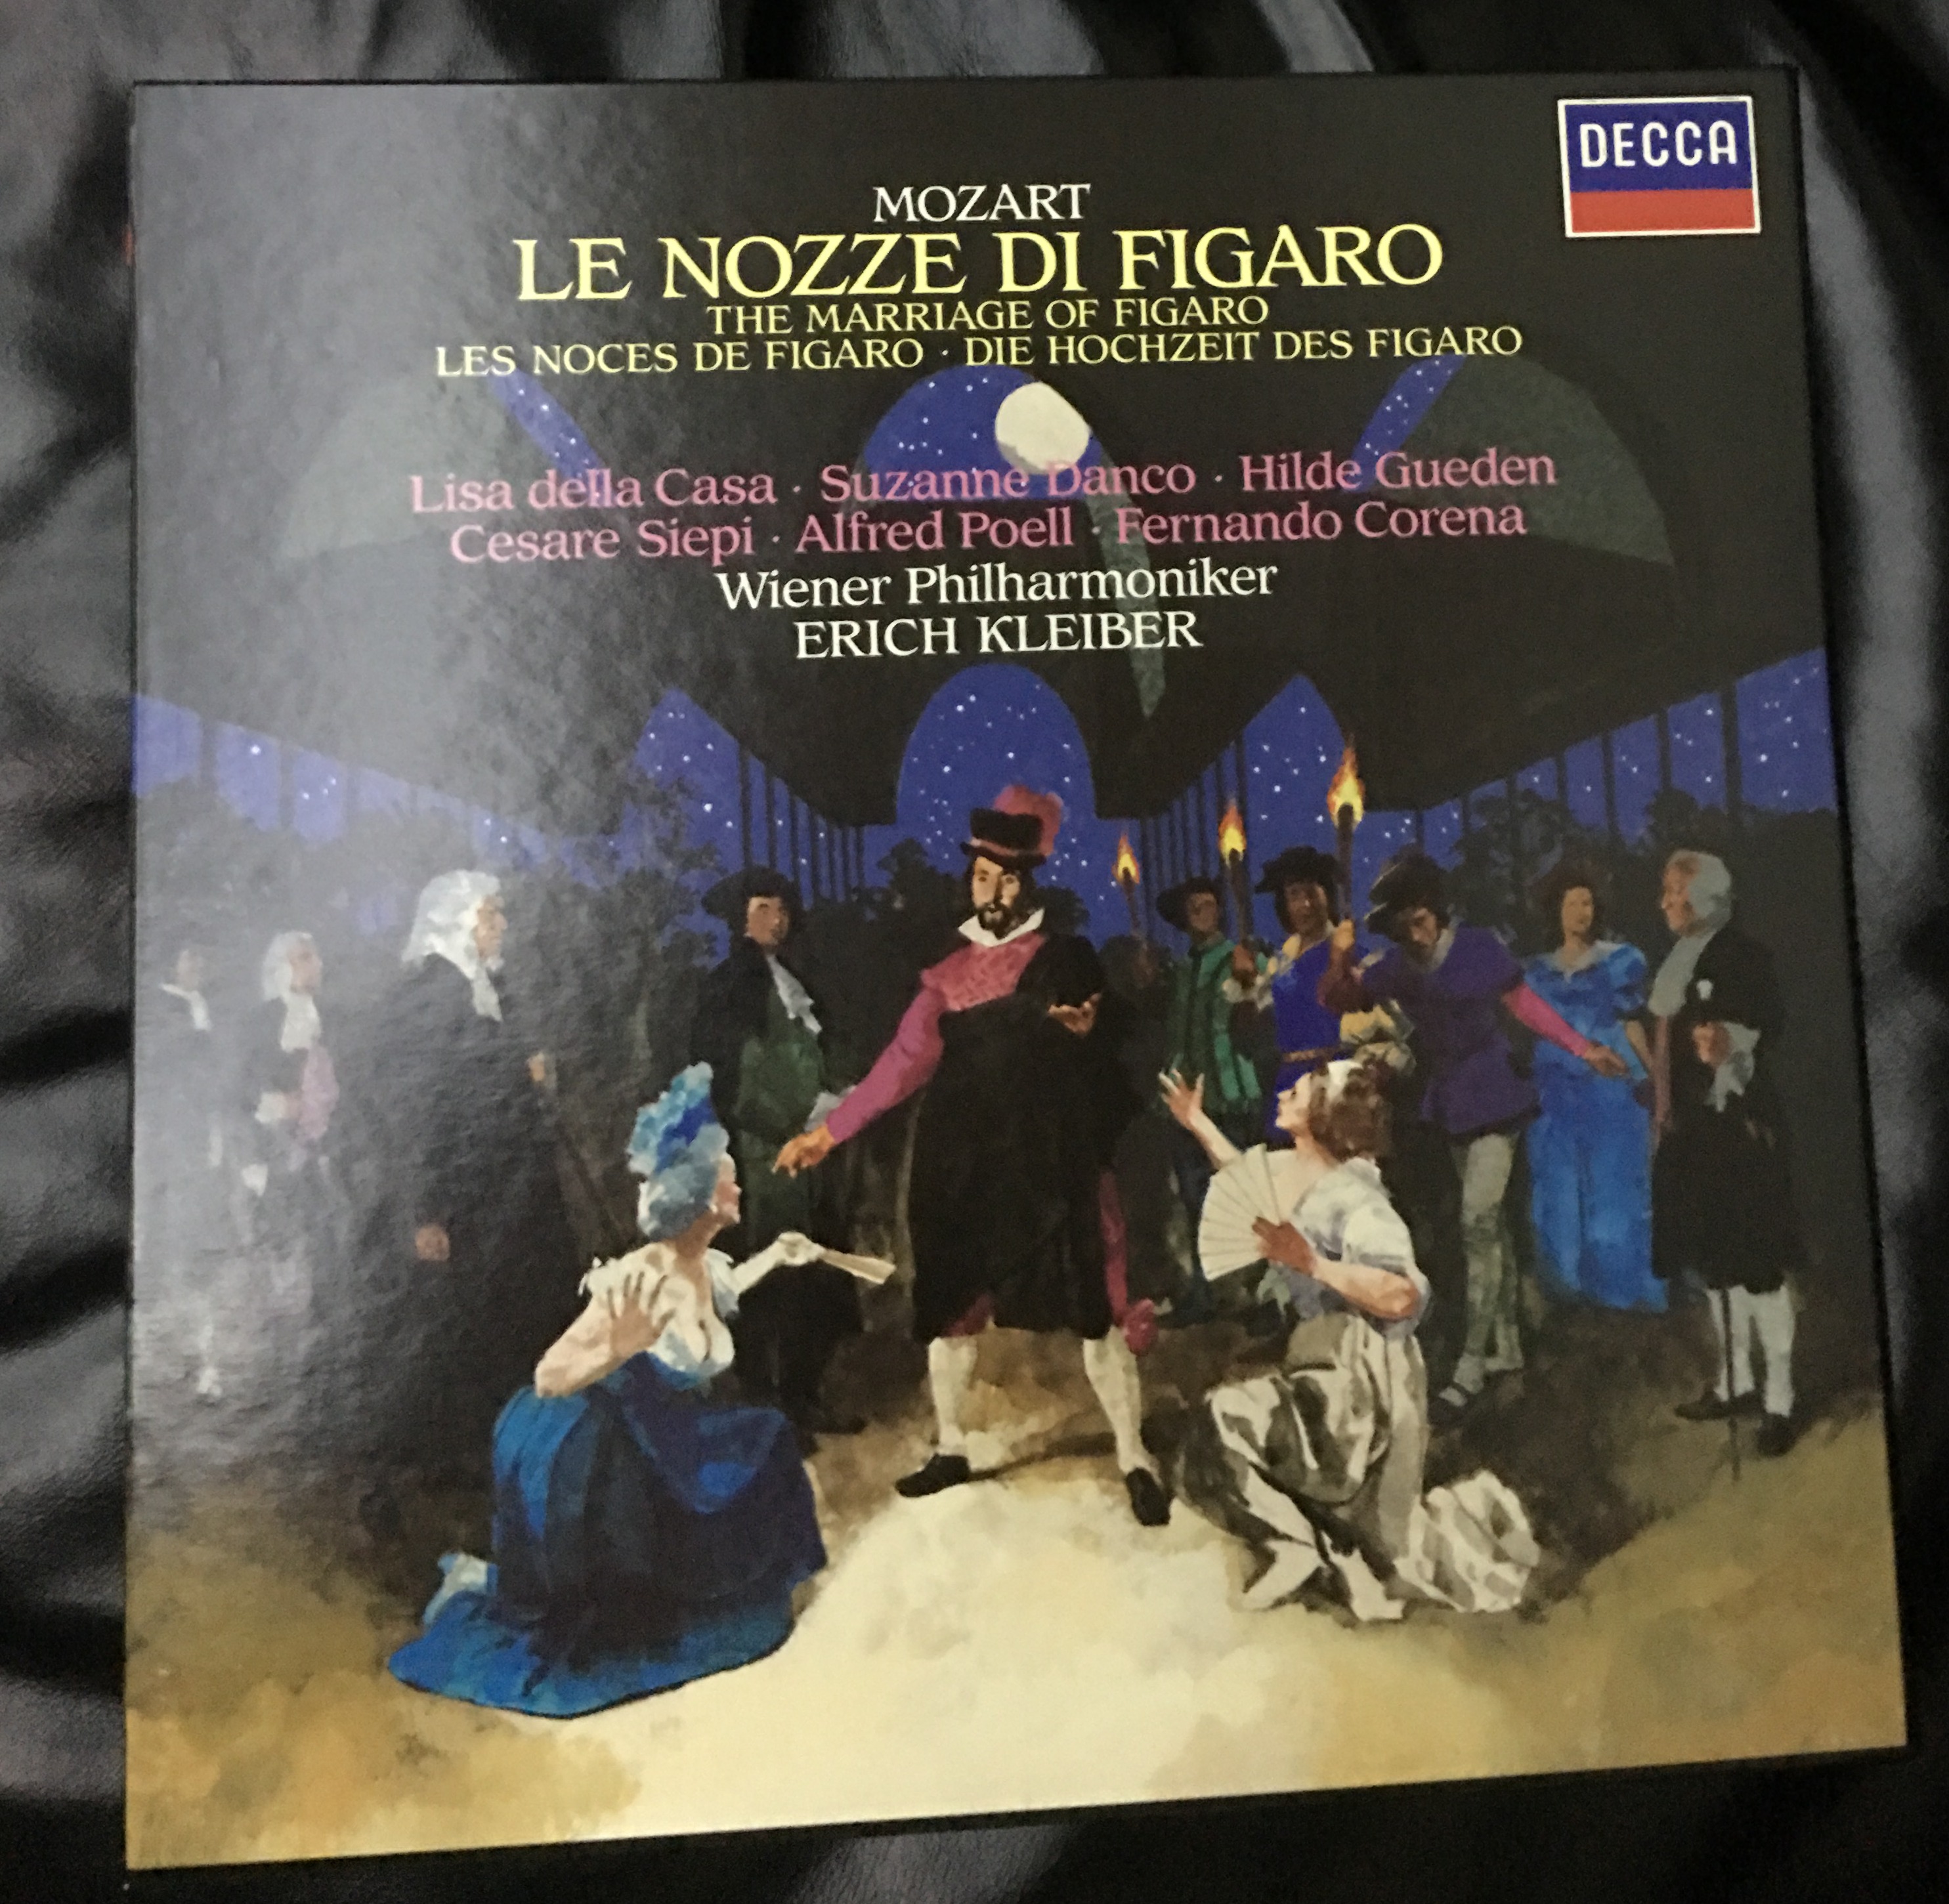 DECCA
MOZART
LE NOZZE DI FIGARO
THE MARRIAGE OF FIGARO
LES NOCES DE FIGARO · DIE HOCHZEIT DES FIGARO
Lisa della Casa · Suzanne Danco · Hilde Gueden
Cesare Siepi · Alfred Poell · Fernando Corena
Wiener Philharmoniker
ERICH KLEIBER